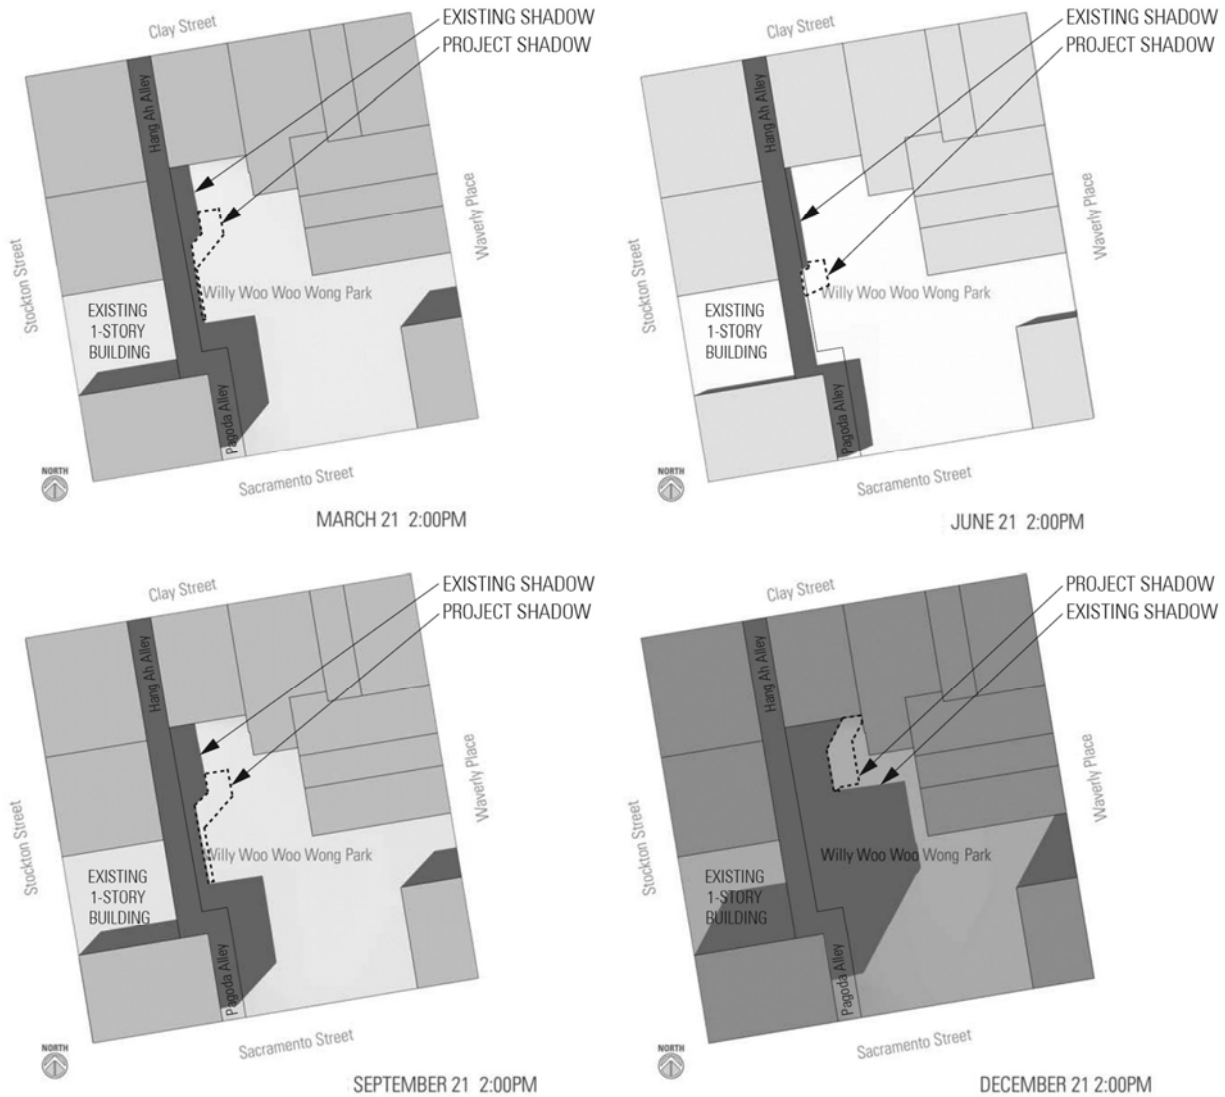 Clay Street
EXISTING SHADOW
PROJECT SHADOW
Hang Ah Alley
Stockton Street
Waverly Place
Willy Woo Woo Wong Park
EXISTING
1-STORY
BUILDING
Pagoda Alley
NORTH
Sacramento Street
MARCH 21 2:00PM
Clay Street
EXISTING SHADOW
PROJECT SHADOW
Hang Ah Alley
Stockton Street
Waverly Place
Willy Woo Woo Wong Park
EXISTING
1-STORY
BUILDING
Pagoda Alley
NORTH
Sacramento Street
JUNE 21 2:00PM
Clay Street
EXISTING SHADOW
PROJECT SHADOW
Hang Ah Alley
Stockton Street
Waverly Place
Willy Woo Woo Wong Park
EXISTING
1-STORY
BUILDING
Pagoda Alley
NORTH
Sacramento Street
SEPTEMBER 21 2:00PM
Clay Street
PROJECT SHADOW
EXISTING SHADOW
Hang Ah Alley
Stockton Street
Waverly Place
Willy Woo Woo Wong Park
EXISTING
1-STORY
BUILDING
Pagoda Alley
NORTH
Sacramento Street
DECEMBER 21 2:00PM